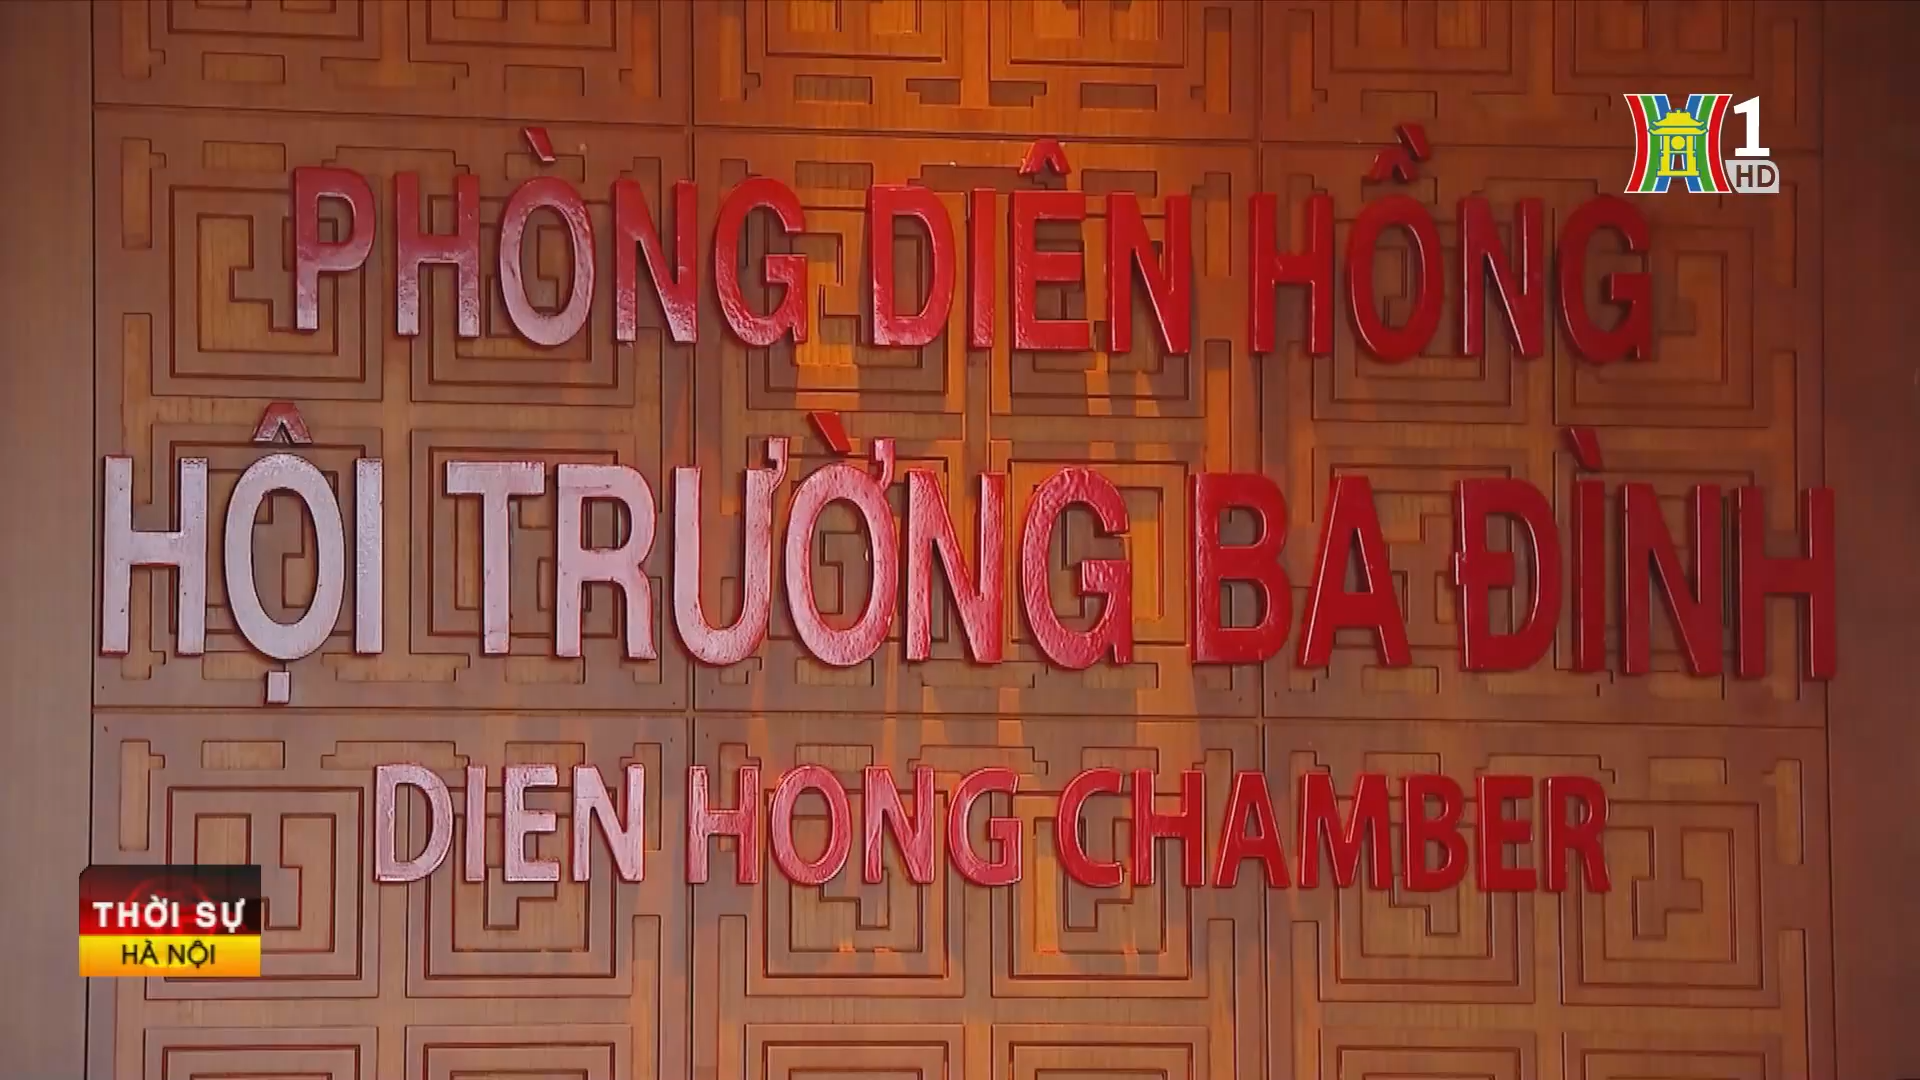 1
HD
PHÒNG DIÊN HỒNG
HỘI TRƯỜNG BA ĐÌNH
DIEN HONG CHAMBER
THỜI SỰ
HÀ NỘI